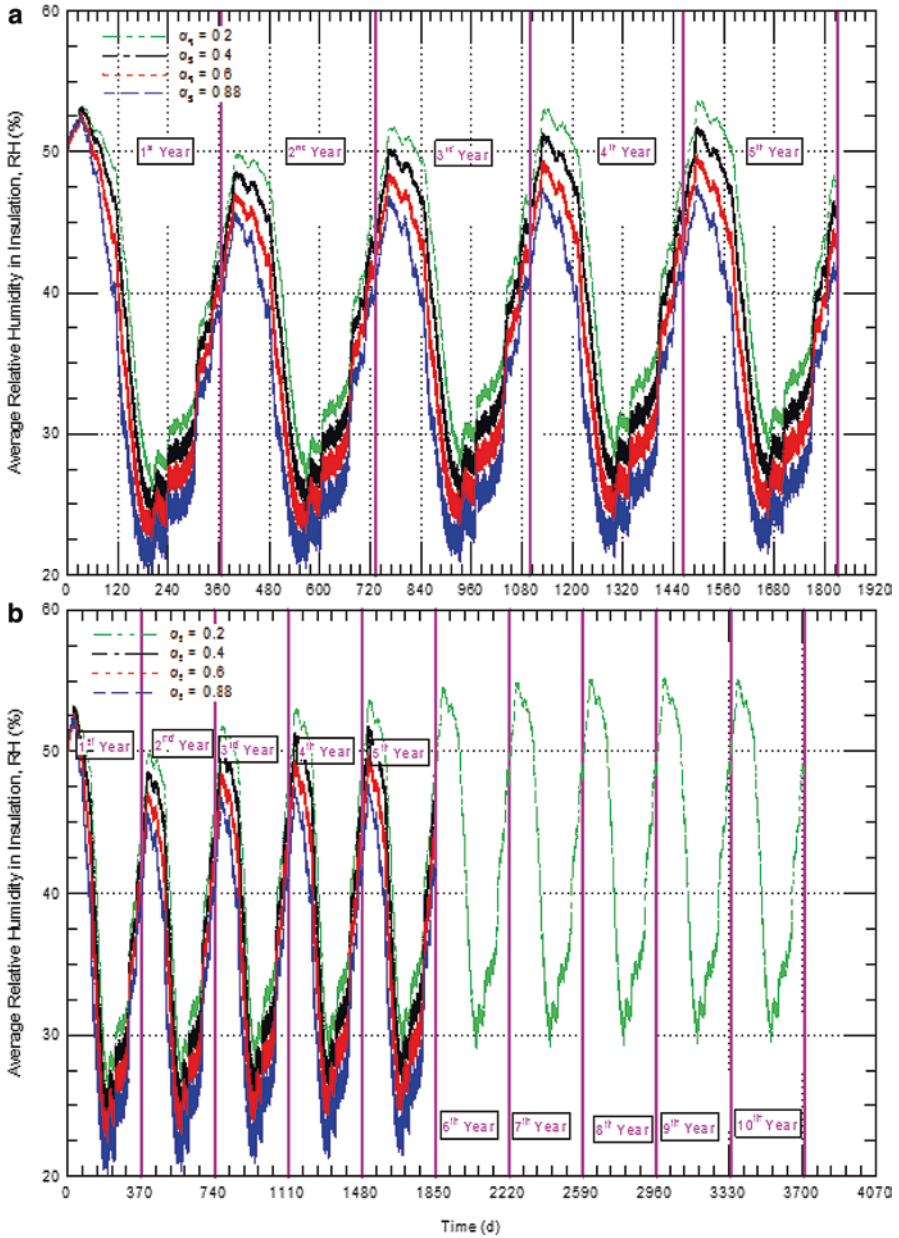 a
60
50
40
30
20
Average Relative Humidity in Insulation, RH (%)
αs = 0.2
αs = 0.4
αs = 0.6
αs = 0.88
1st Year
2nd Year
3rd Year
4th Year
5th Year
0 120 240 360 480 600 720 840 960 1080 1200 1320 1440 1560 1680 1800 1920
b
60
50
40
30
20
Average Relative Humidity in Insulation, RH (%)
αs = 0.2
αs = 0.4
αs = 0.6
αs = 0.88
1st Year
2nd Year
3rd Year
4th Year
5th Year
6th Year
7th Year
8th Year
9th Year
10th Year
0 370 740 1110 1480 1850 2220 2590 2960 3330 3700 4070
Time (d)